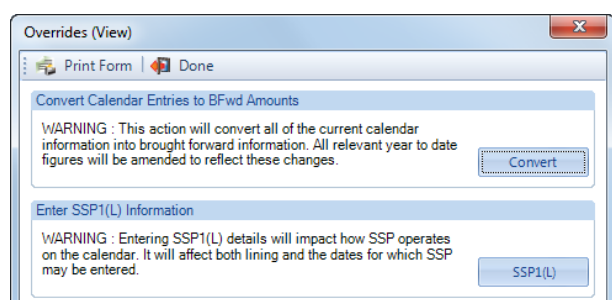 Overrides (View)
Print Form
Done
Convert Calendar Entries to BFwd Amounts
WARNING : This action will convert all of the current calendar
information into brought forward information. All relevant year to date
figures will be amended to reflect these changes.
Convert
Enter SSP1(L) Information
WARNING : Entering SSP1(L) details will impact how SSP operates
on the calendar. It will affect both lining and the dates for which SSP
may be entered.
SSP1(L)